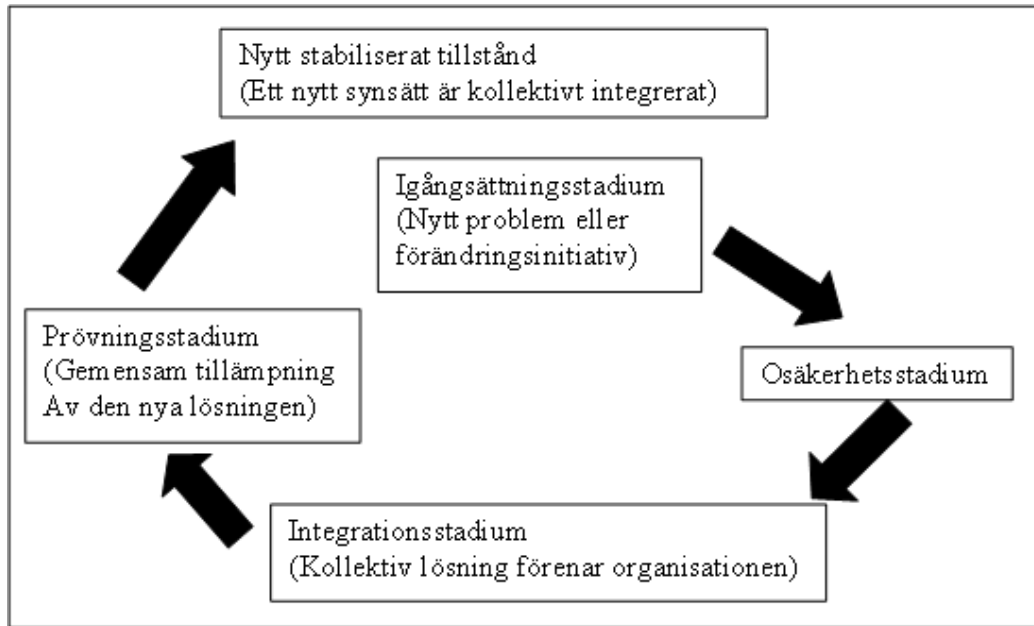 Nytt stabiliserat tillstånd
(Ett nytt synsätt är kollektivt integrerat)
Igångsättningsstadium
(Nytt problem eller
förändringsinitiativ)
Osäkerhetsstadium
Integrationsstadium
(Kollektiv lösning förenar organisationen)
Prövningsstadium
(Gemensam tillämpning
Av den nya lösningen)